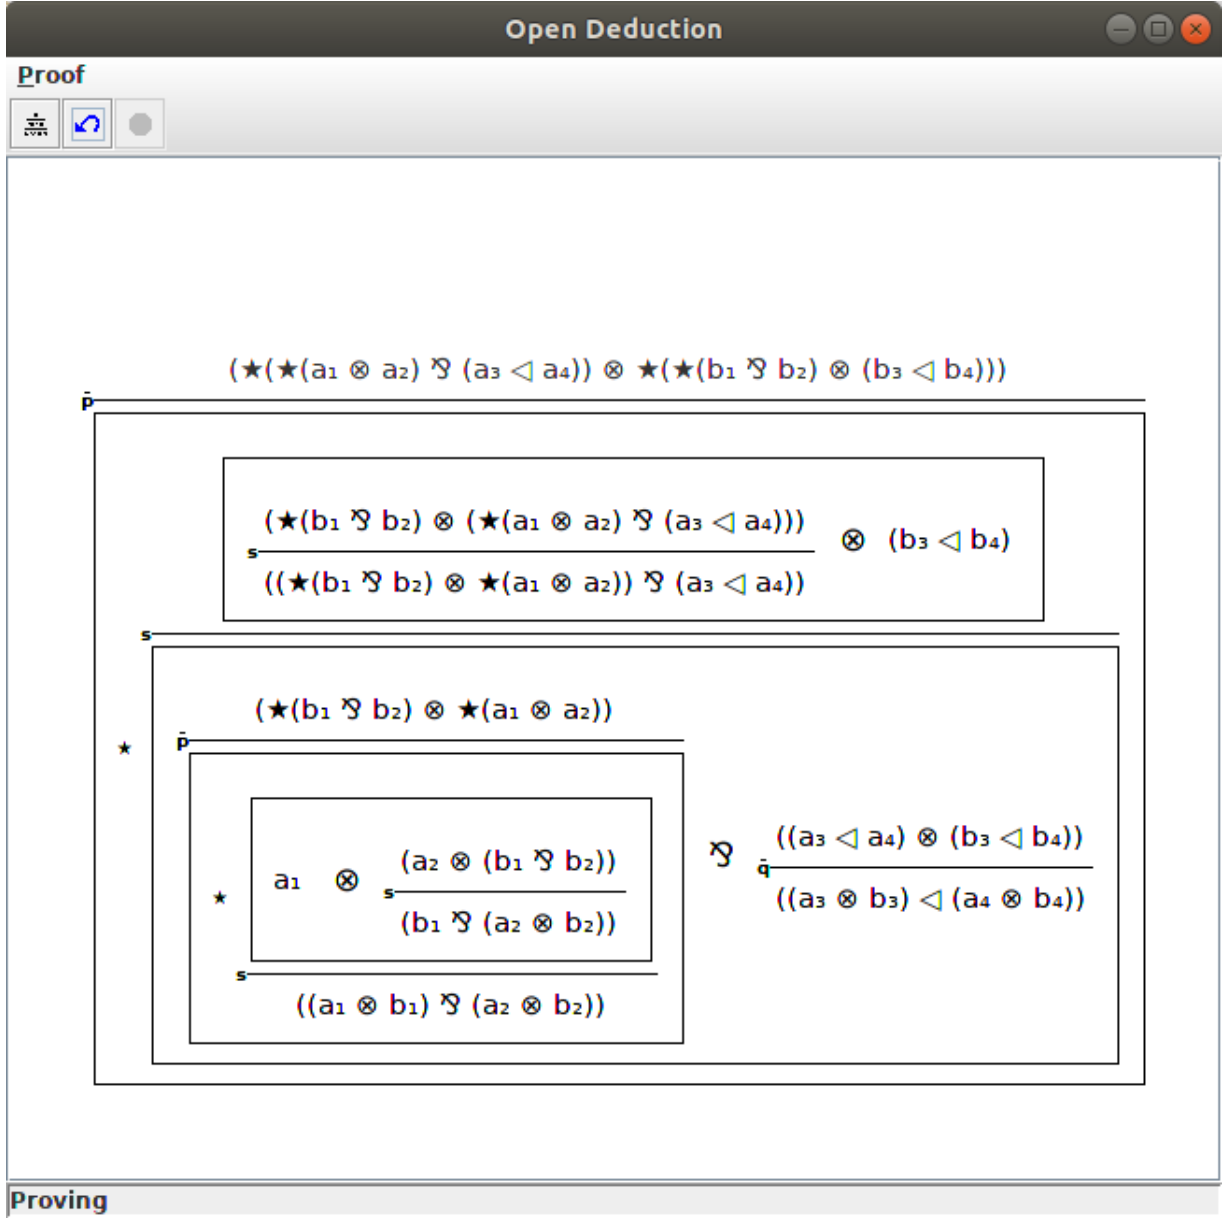 Open Deduction
Proof
(★(★(a₁ ⊗ a₂) ⅋ (a₃ ◁ a₄)) ⊗ ★(★(b₁ ⅋ b₂) ⊗ (b₃ ◁ b₄)))
p̄
(★(b₁ ⅋ b₂) ⊗ (★(a₁ ⊗ a₂) ⅋ (a₃ ◁ a₄)))
s
⊗ (b₃ ◁ b₄)
((★(b₁ ⅋ b₂) ⊗ ★(a₁ ⊗ a₂)) ⅋ (a₃ ◁ a₄))
s
(★(b₁ ⅋ b₂) ⊗ ★(a₁ ⊗ a₂))
p̄
★
((a₃ ◁ a₄) ⊗ (b₃ ◁ b₄))
⅋
q̄
((a₃ ⊗ b₃) ◁ (a₄ ⊗ b₄))
(a₂ ⊗ (b₁ ⅋ b₂))
★ a₁ ⊗ s
(b₁ ⅋ (a₂ ⊗ b₂))
s
((a₁ ⊗ b₁) ⅋ (a₂ ⊗ b₂))
Proving